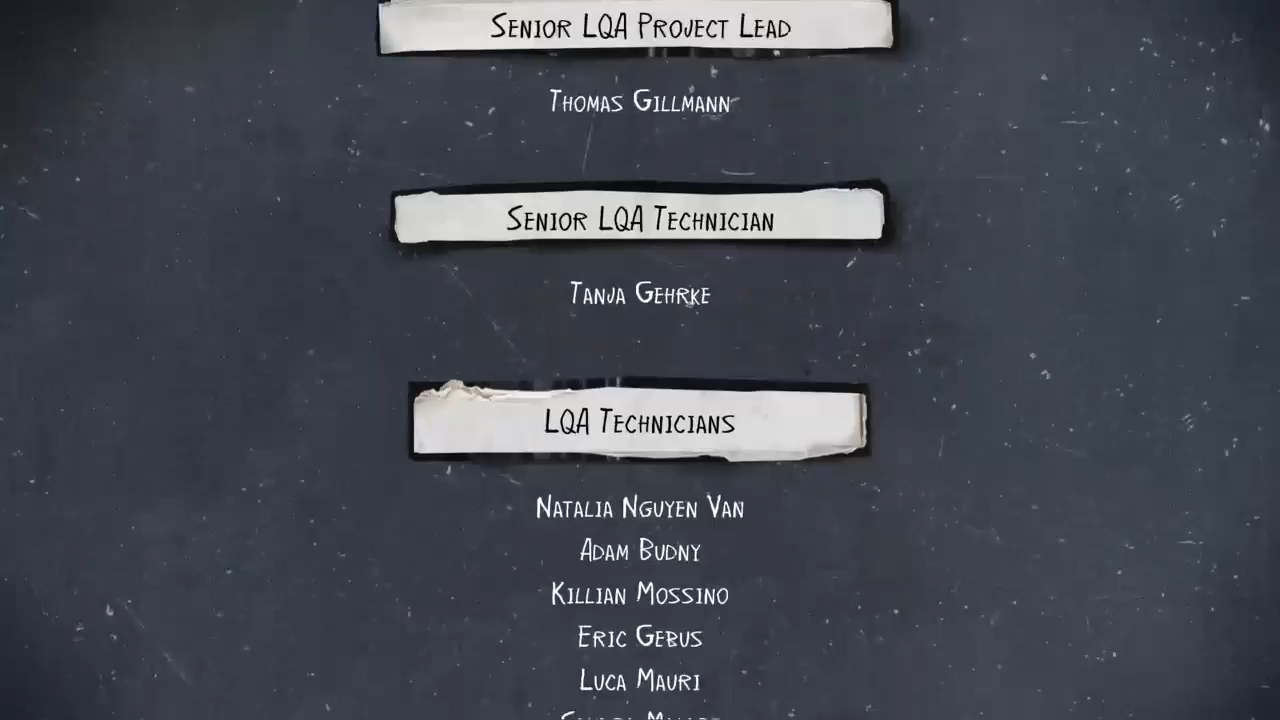 Senior LQA Project Lead
Thomas Gillmann
Senior LQA Technician
Tanja Gehrke
LQA Technicians
Natalia Nguyen Van
Adam Budny
Killian Mossino
Eric Gebus
Luca Mauri